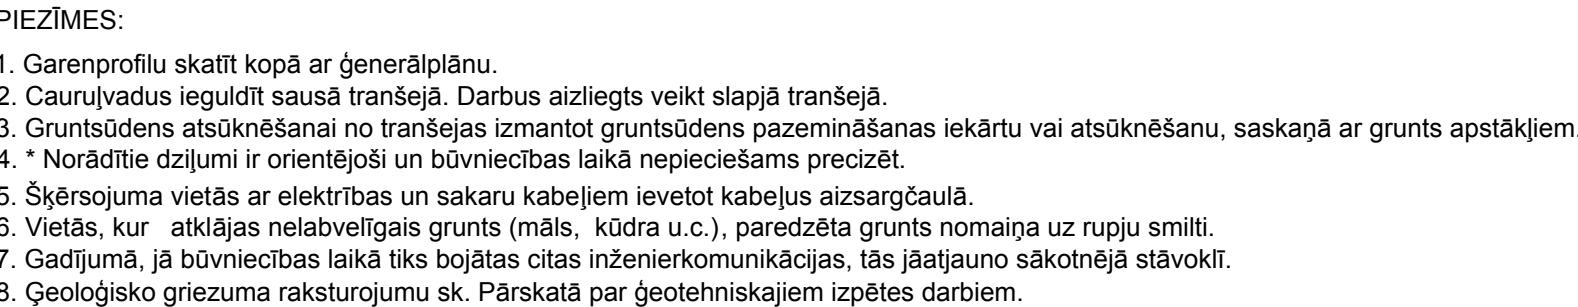 PIEZĪMES:
1. Garenprofilu skatīt kopā ar ģenerālplānu.
2. Cauruļvadus ieguldīt sausā tranšejā. Darbus aizliegts veikt slapjā tranšejā.
3. Gruntsūdens atsūknēšanai no tranšejas izmantot gruntsūdens pazemināšanas iekārtu vai atsūknēšanu, saskaņā ar grunts apstākļiem.
4. * Norādītie dziļumi ir orientējoši un būvniecības laikā nepieciešams precizēt.
5. Šķērsojuma vietās ar elektrības un sakaru kabeļiem ievetot kabeļus aizsargčaulā.
6. Vietās, kur   atklājas nelabvelīgais grunts (māls,  kūdra u.c.), paredzēta grunts nomaiņa uz rupju smilti.
7. Gadījumā, jā būvniecības laikā tiks bojātas citas inženierkomunikācijas, tās jāatjauno sākotnējā stāvoklī.
8. Ģeoloģisko griezuma raksturojumu sk. Pārskatā par ģeotehniskajiem izpētes darbiem.